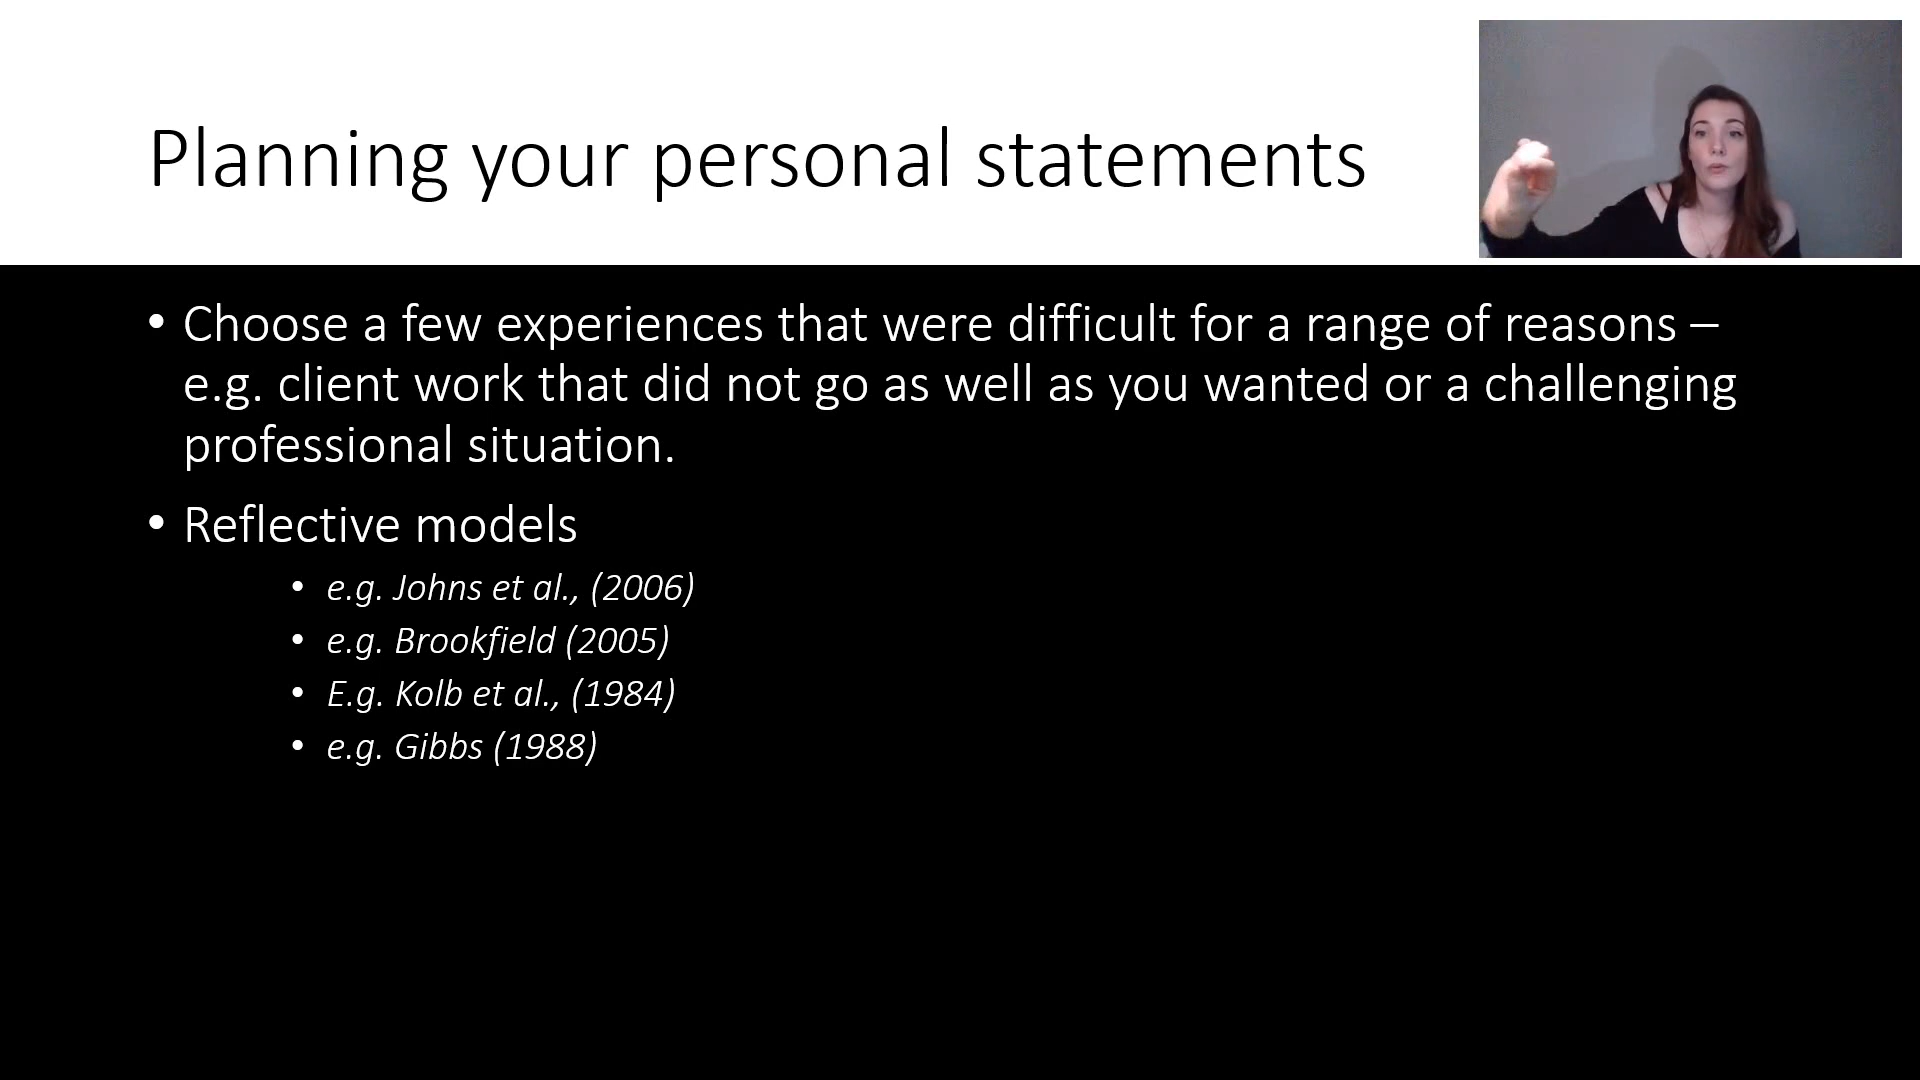 Planning your personal statements
• Choose a few experiences that were difficult for a range of reasons –
e.g. client work that did not go as well as you wanted or a challenging
professional situation.
• Reflective models
• e.g. Johns et al., (2006)
• e.g. Brookfield (2005)
• E.g. Kolb et al., (1984)
• e.g. Gibbs (1988)